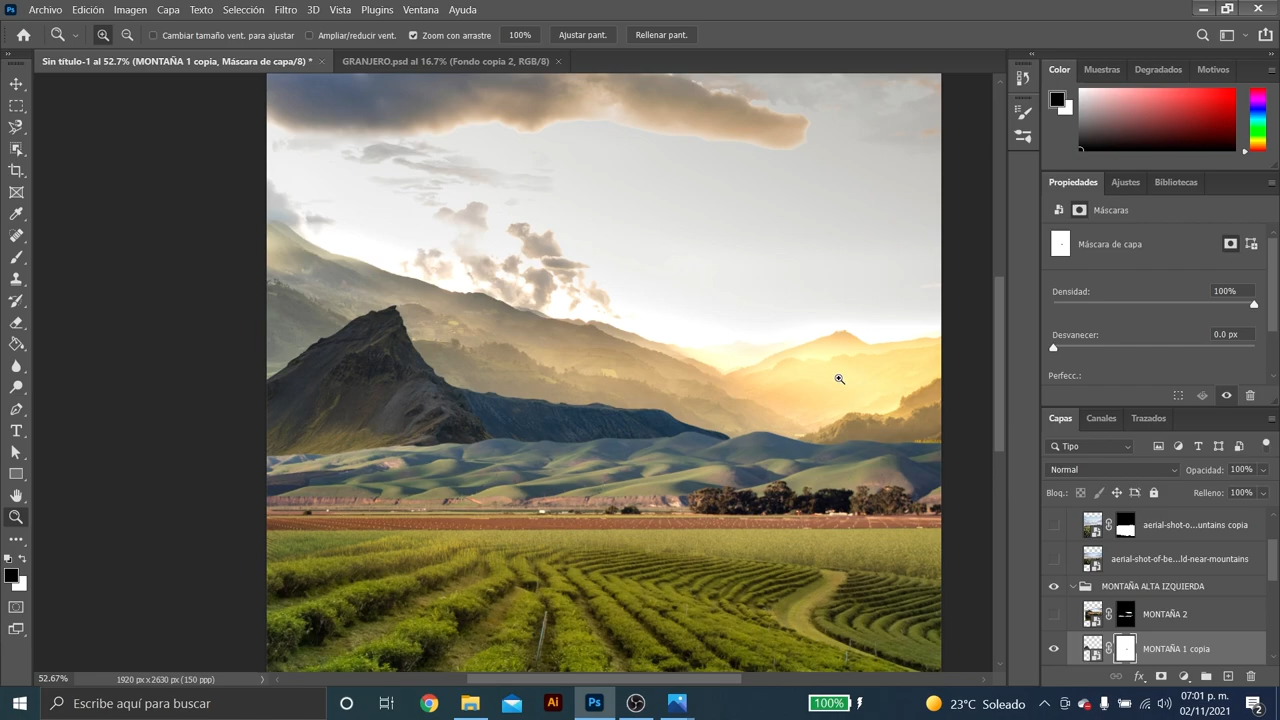 Ps Archivo Edición Imagen Capa Texto Selección Filtro 3D Vista Plugins Ventana Ayuda
Cambiar tamaño vent. para ajustar Ampliar/reducir vent. Zoom con arrastre 100% Ajustar pant. Rellenar pant.
Sin título-1 al 52.7% (MONTAÑA 1 copia, Máscara de capa/8) * × GRANJERO.psd al 16.7% (Fondo copia 2, RGB/8) ×
Color Muestras Degradados Motivos
Propiedades Ajustes Bibliotecas
Máscaras
Máscara de capa
Densidad: 100%
Desvanecer: 0.0 px
Perfecc.:
Capas Canales Trazados
Tipo
Normal Opacidad: 100%
Bloq.: Relleno: 100%
aerial-shot-o...untains copia
aerial-shot-of-be...ld-near-mountains
MONTAÑA ALTA IZQUIERDA
MONTAÑA 2
MONTAÑA 1 copia
52.67% 1920 px x 2630 px (150 ppp)
Escribe aquí para buscar Ai Ps 100% 23°C Soleado 07:01 p. m.
02/11/2021 2